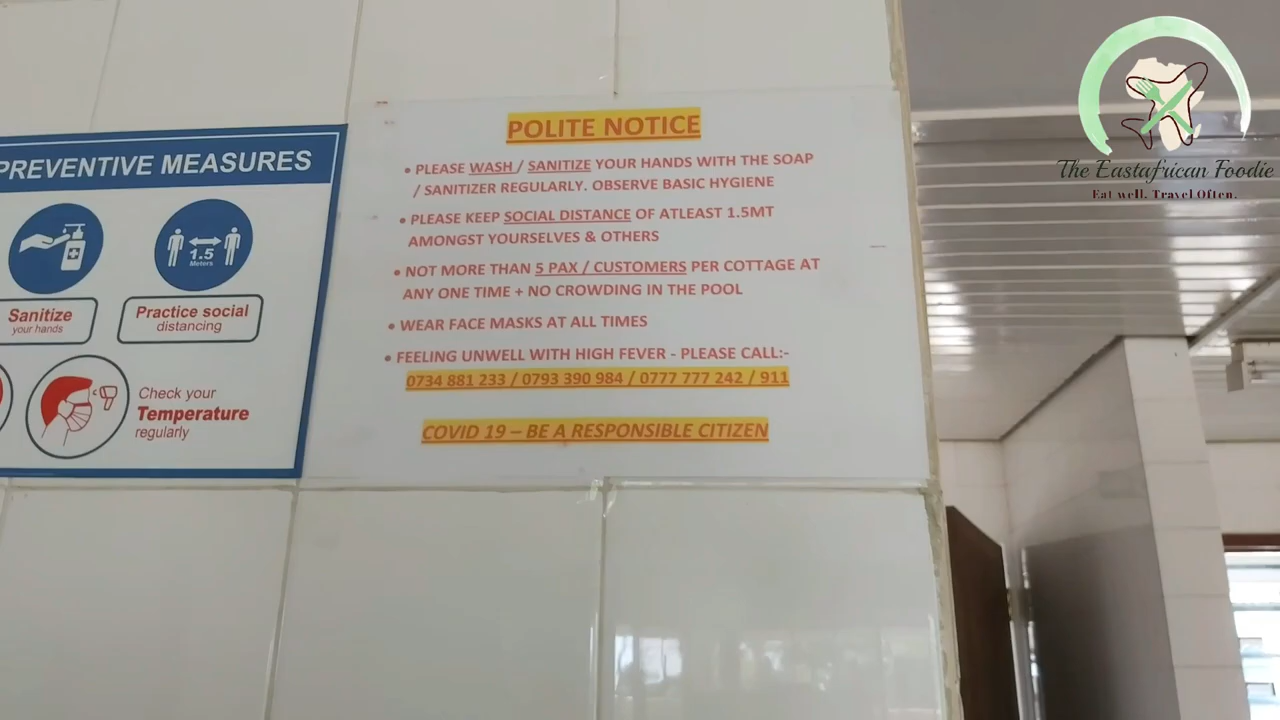 PREVENTIVE MEASURES
1.5
Meters
Sanitize
your hands
Practice social
distancing
Check your
Temperature
regularly
POLITE NOTICE
• PLEASE WASH / SANITIZE YOUR HANDS WITH THE SOAP
/ SANITIZER REGULARLY. OBSERVE BASIC HYGIENE
• PLEASE KEEP SOCIAL DISTANCE OF ATLEAST 1.5MT
AMONGST YOURSELVES & OTHERS
• NOT MORE THAN 5 PAX / CUSTOMERS PER COTTAGE AT
ANY ONE TIME + NO CROWDING IN THE POOL
• WEAR FACE MASKS AT ALL TIMES
• FEELING UNWELL WITH HIGH FEVER - PLEASE CALL:-
0734 881 233 / 0793 390 984 / 0777 777 242 / 911
COVID 19 – BE A RESPONSIBLE CITIZEN
The Eastafrican Foodie
Eat well. Travel Often.